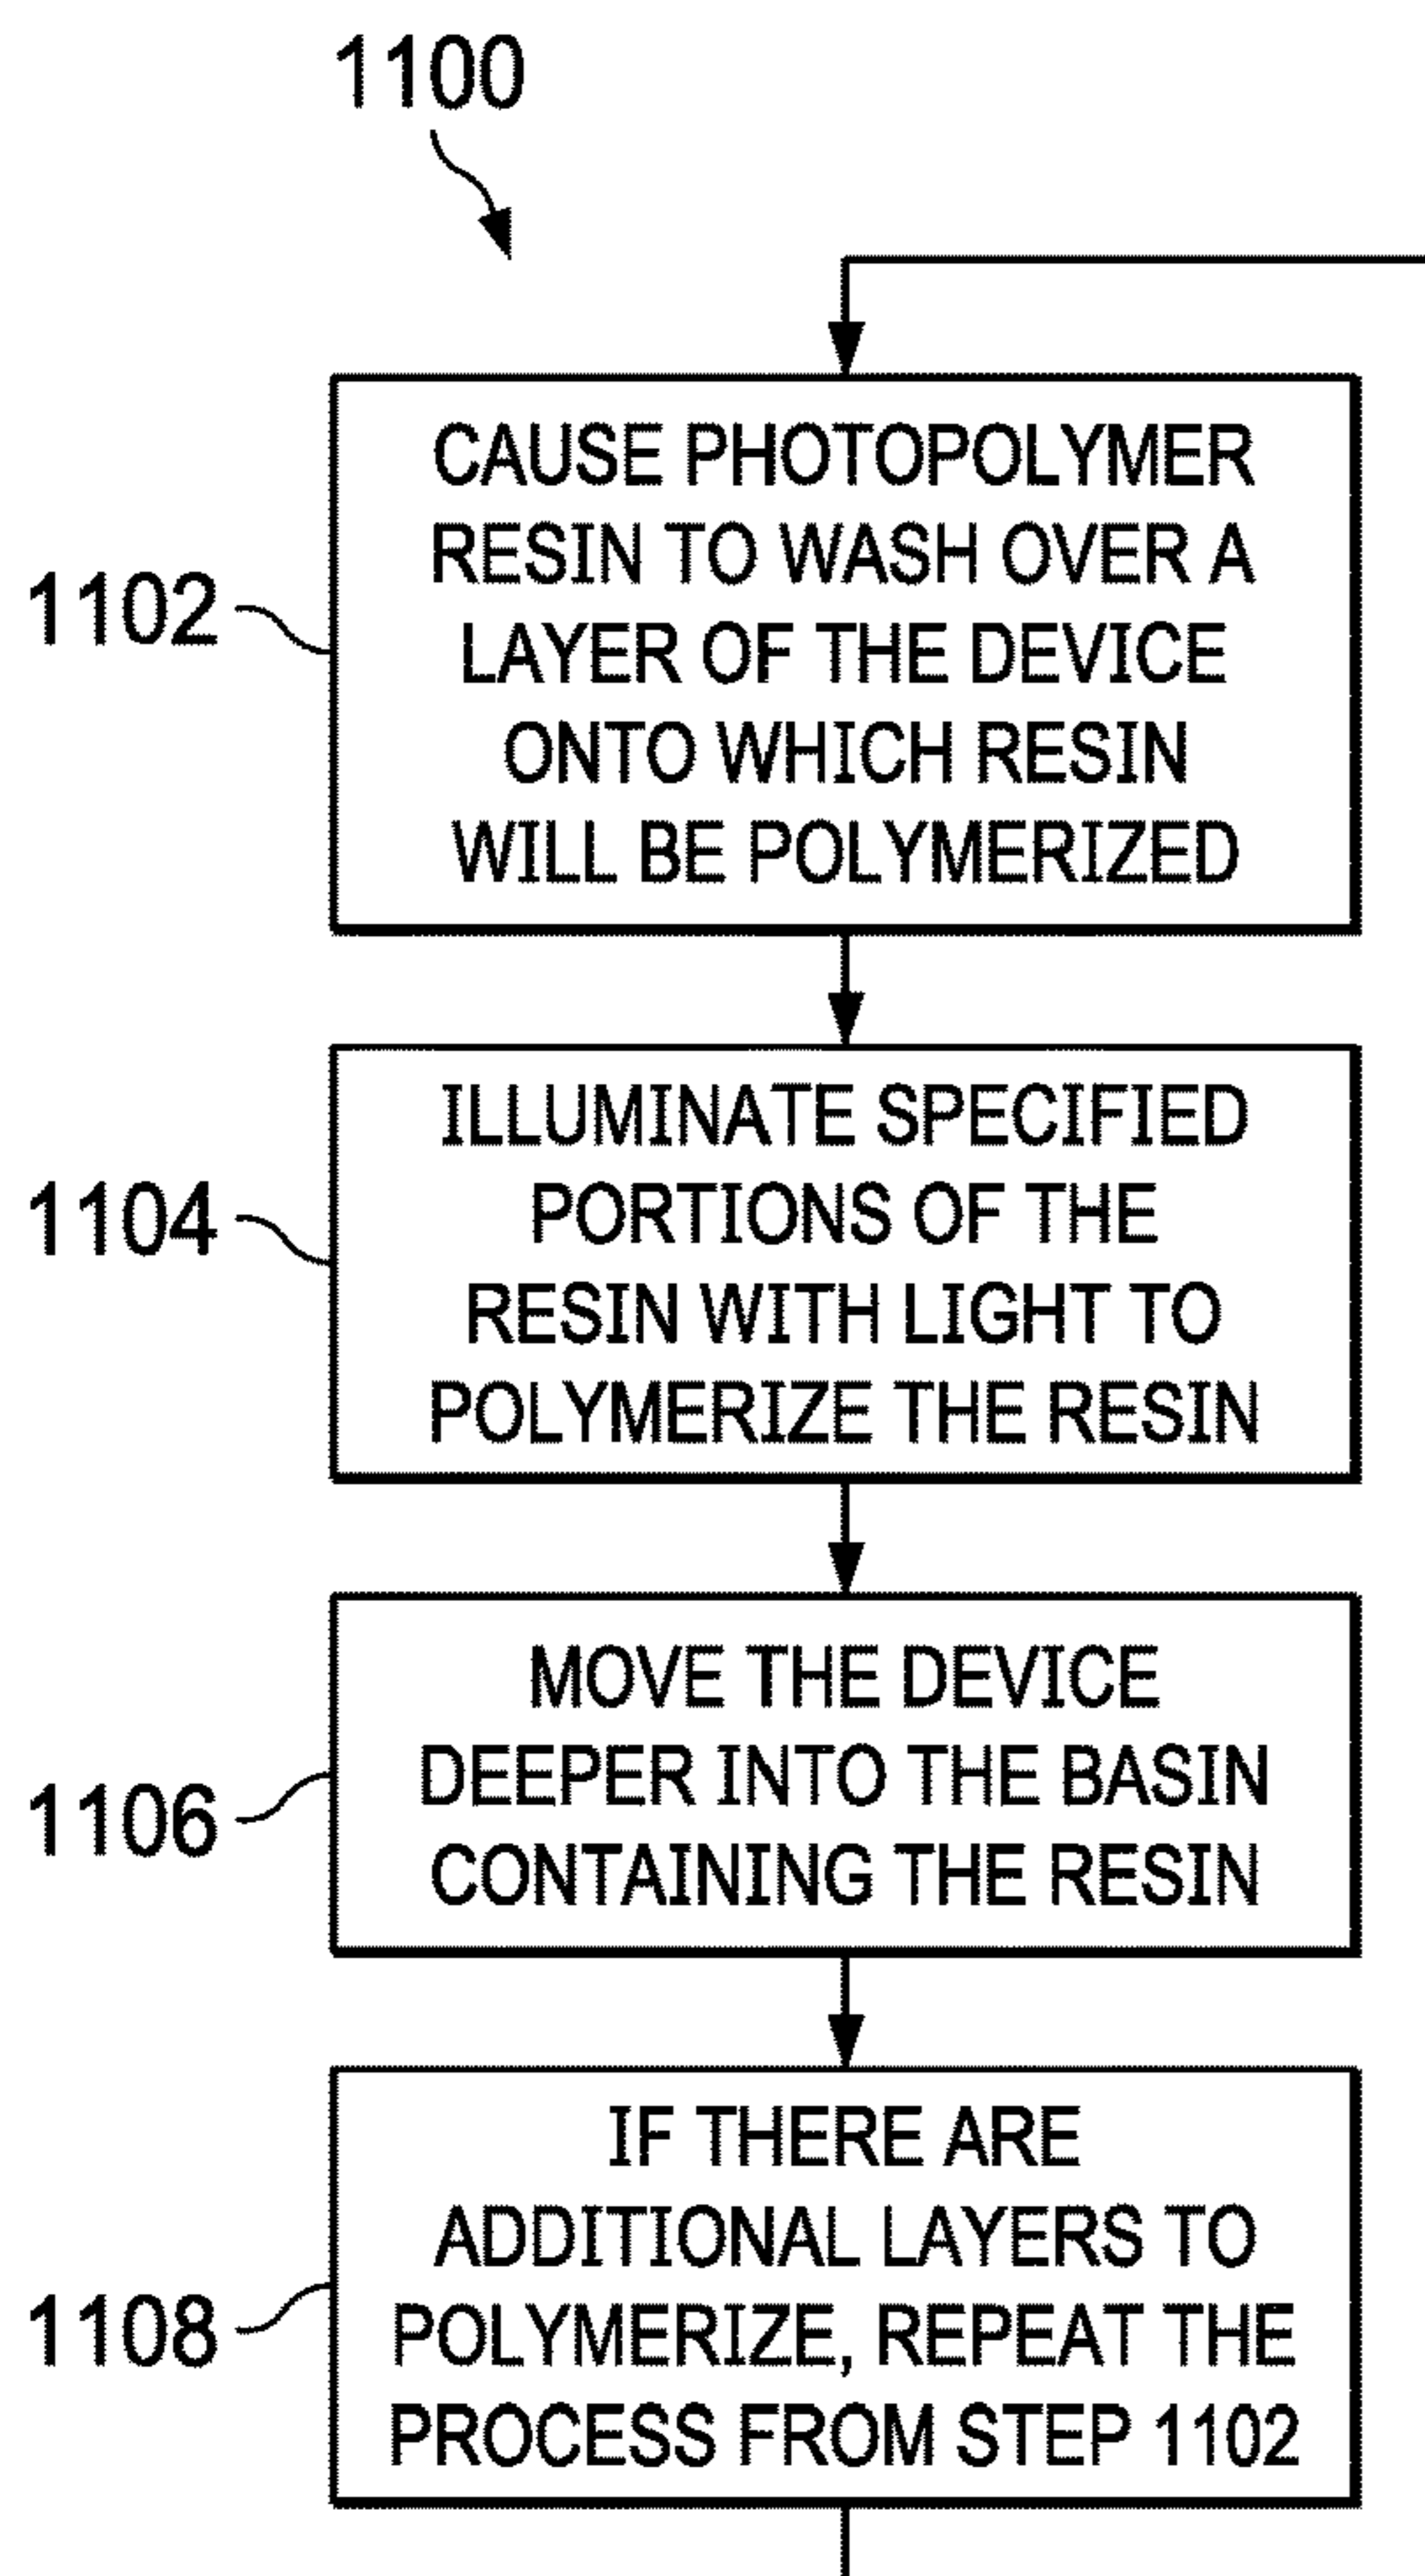 1100
1102
CAUSE PHOTOPOLYMER
RESIN TO WASH OVER A
LAYER OF THE DEVICE
ONTO WHICH RESIN
WILL BE POLYMERIZED
1104
ILLUMINATE SPECIFIED
PORTIONS OF THE
RESIN WITH LIGHT TO
POLYMERIZE THE RESIN
1106
MOVE THE DEVICE
DEEPER INTO THE BASIN
CONTAINING THE RESIN
1108
IF THERE ARE
ADDITIONAL LAYERS TO
POLYMERIZE, REPEAT THE
PROCESS FROM STEP 1102